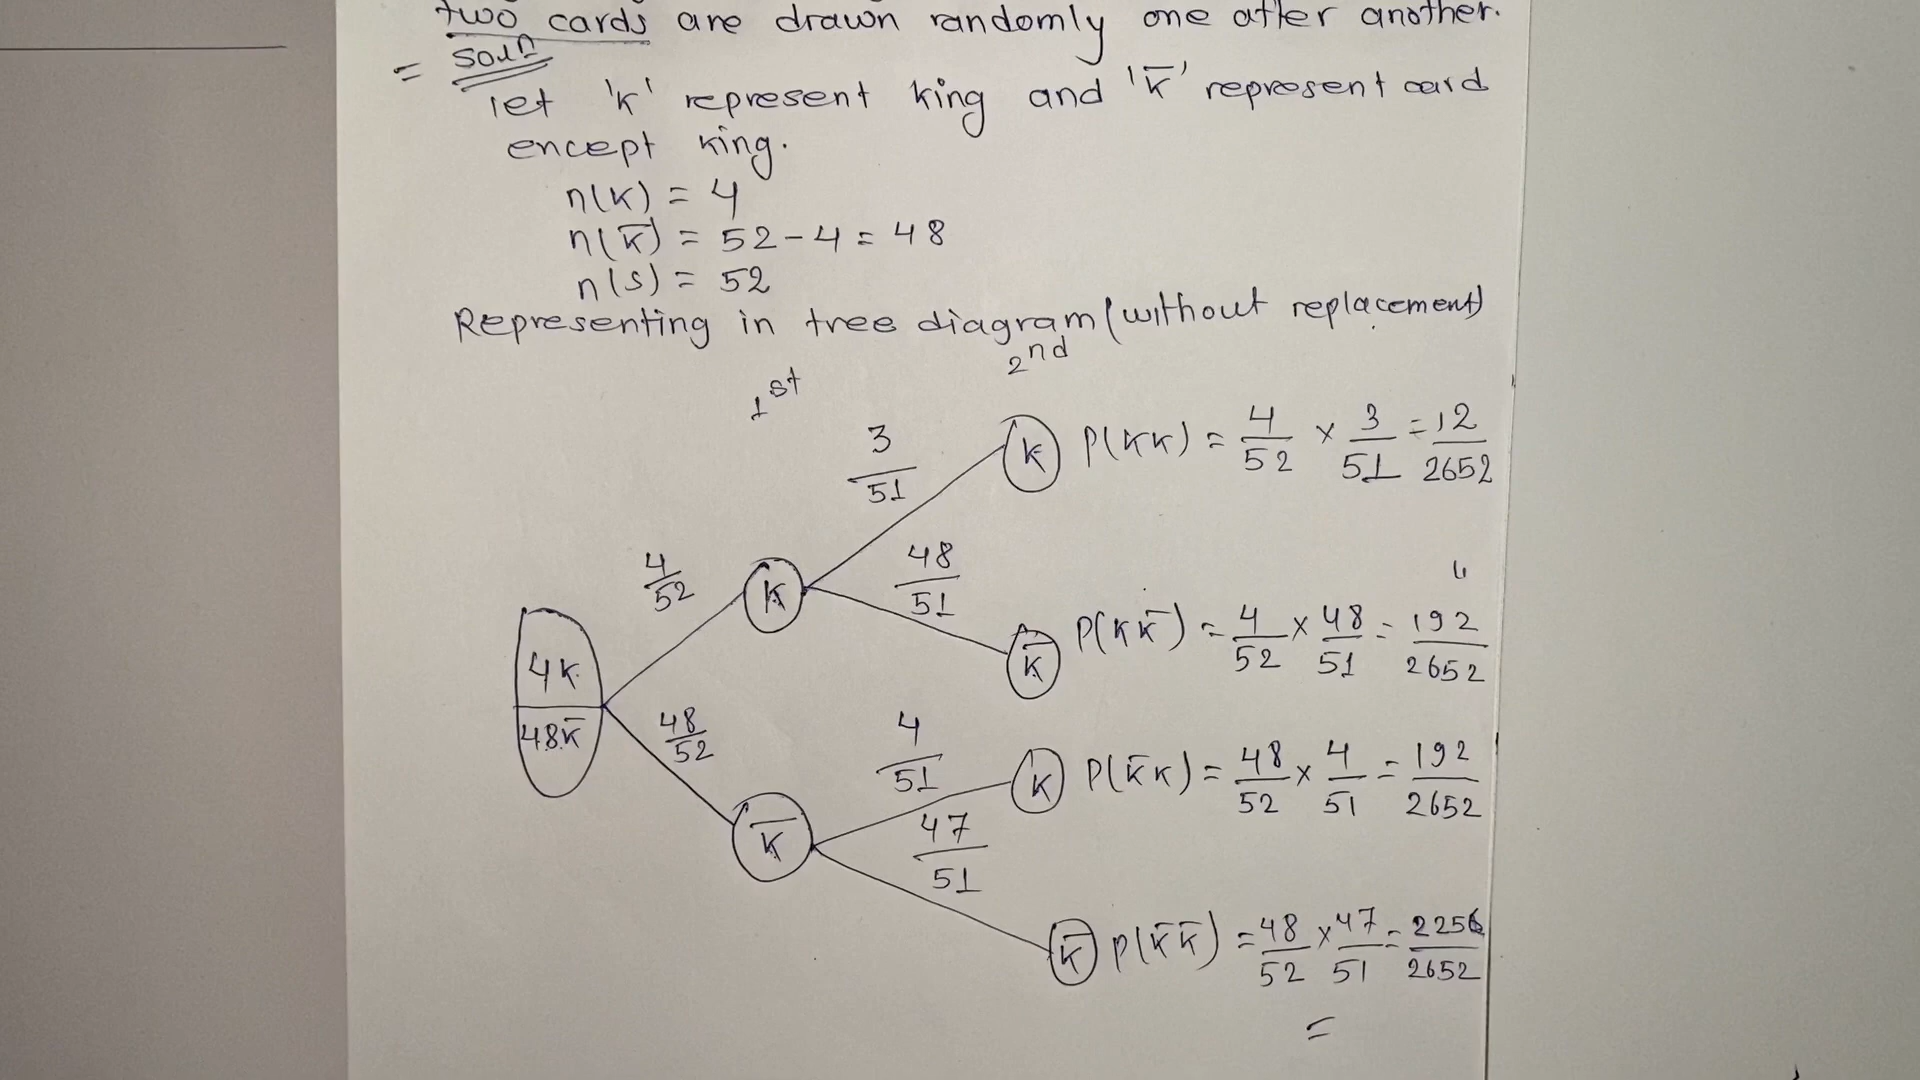 two cards are drawn randomly one after another.
= soln
let 'K' represent king and 'K̅' represent card
encept king.
n(K) = 4
n(K̅) = 52 - 4 = 48
n(s) = 52
Representing in tree diagram (without replacement)
1st 2nd
3/51 K P(KK) = 4/52 × 3/51 = 12/2652
4/52 K 48/51
K̅ P(KK̅) = 4/52 × 48/51 = 192/2652
4K
48K̅
48/52 4/51 K P(K̅K) = 48/52 × 4/51 = 192/2652
K̅ 47/51
K̅ P(K̅K̅) = 48/52 × 47/51 = 2256/2652
=